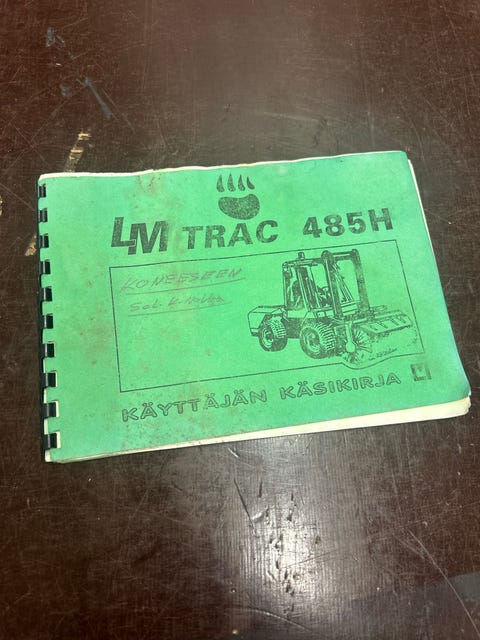 LM TRAC 485H
KONEESEEN
KÄYTTÄJÄN KÄSIKIRJA